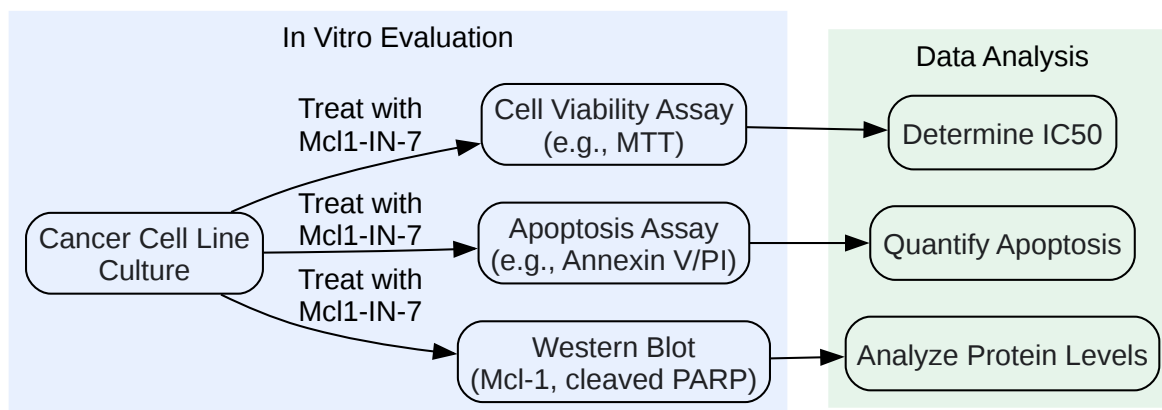 In Vitro Evaluation
Data Analysis
Treat with
Mcl1-IN-7
Cell Viability Assay
(e.g., MTT)
Determine IC50
Treat with
Mcl1-IN-7
Cancer Cell Line
Culture
Apoptosis Assay
(e.g., Annexin V/PI)
Quantify Apoptosis
Treat with
Mcl1-IN-7
Western Blot
(Mcl-1, cleaved PARP)
Analyze Protein Levels